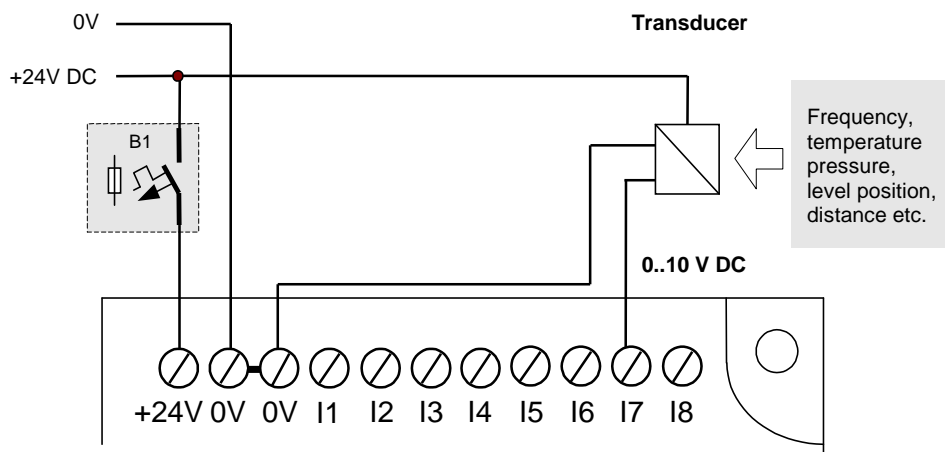 0V
Transducer
+24V DC
B1
Frequency,
temperature
pressure,
level position,
distance etc.
0..10 V DC
+24V 0V 0V I1 I2 I3 I4 I5 I6 I7 I8